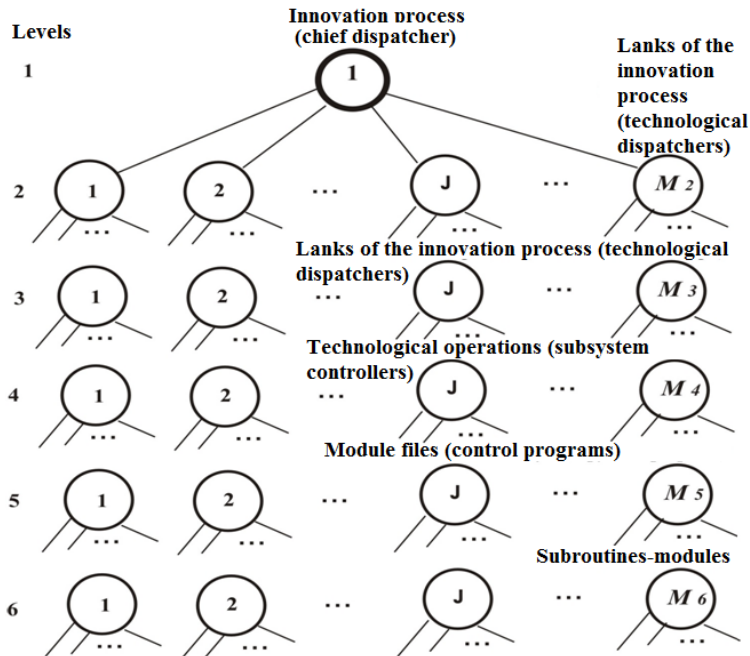 Levels
Innovation process
(chief dispatcher)
1
1
Lanks of the
innovation
process
(technological
dispatchers)
2
1
2
...
J
...
M 2
... ... ... ...
Lanks of the innovation process (technological
dispatchers)
3
1
2
...
J
...
M 3
... ... ... ...
Technological operations (subsystem
controllers)
4
1
2
...
J
...
M 4
... ... ... ...
Module files (control programs)
5
1
2
...
J
...
M 5
... ... ... ...
Subroutines-modules
6
1
2
...
J
...
M 6
... ... ... ...